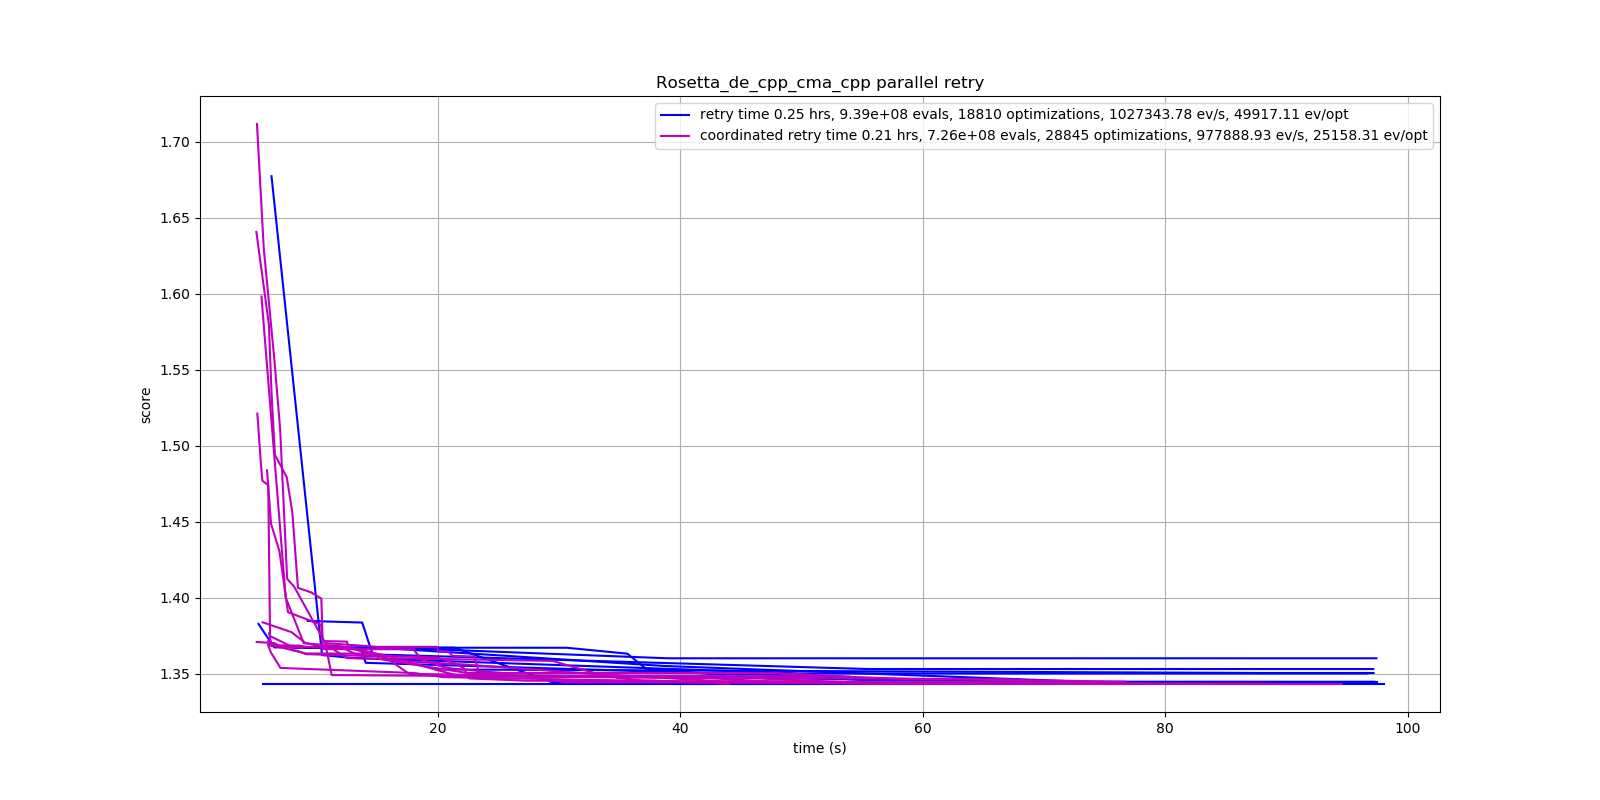 Rosetta_de_cpp_cma_cpp parallel retry
retry time 0.25 hrs, 9.39e+08 evals, 18810 optimizations, 1027343.78 ev/s, 49917.11 ev/opt
coordinated retry time 0.21 hrs, 7.26e+08 evals, 28845 optimizations, 977888.93 ev/s, 25158.31 ev/opt
1.70
1.65
1.60
1.55
1.50
1.45
1.40
1.35
score
20 40 60 80 100
time (s)